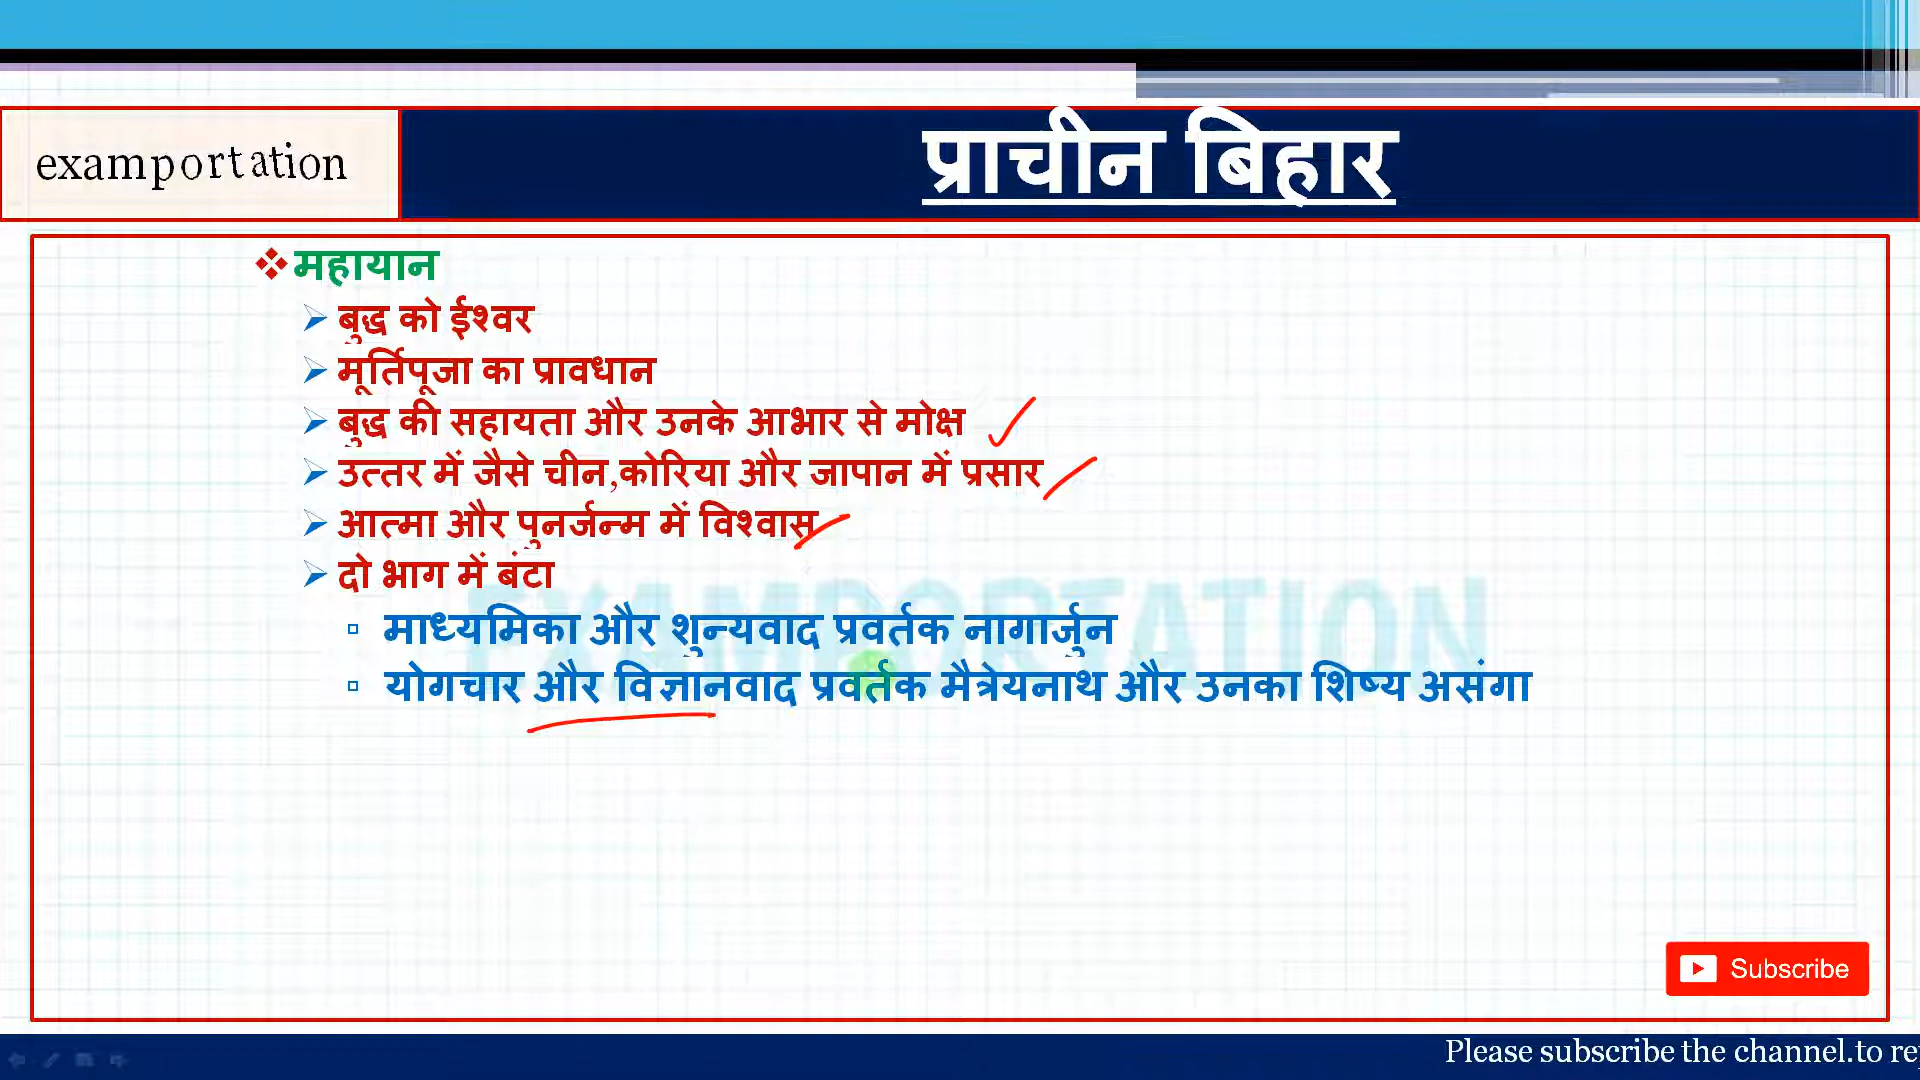 examportation
प्राचीन बिहार
महायान
बुद्ध को ईश्वर
मूर्तिपूजा का प्रावधान
बुद्ध की सहायता और उनके आभार से मोक्ष
उत्तर में जैसे चीन,कोरिया और जापान में प्रसार
आत्मा और पुनर्जन्म में विश्वास
दो भाग में बंटा
माध्यमिका और शुन्यवाद प्रवर्तक नागार्जुन
योगचार और विज्ञानवाद प्रवर्तक मैत्रेयनाथ और उनका शिष्य असंगा
EXAMPORTATION
Subscribe
Please subscribe the channel.to